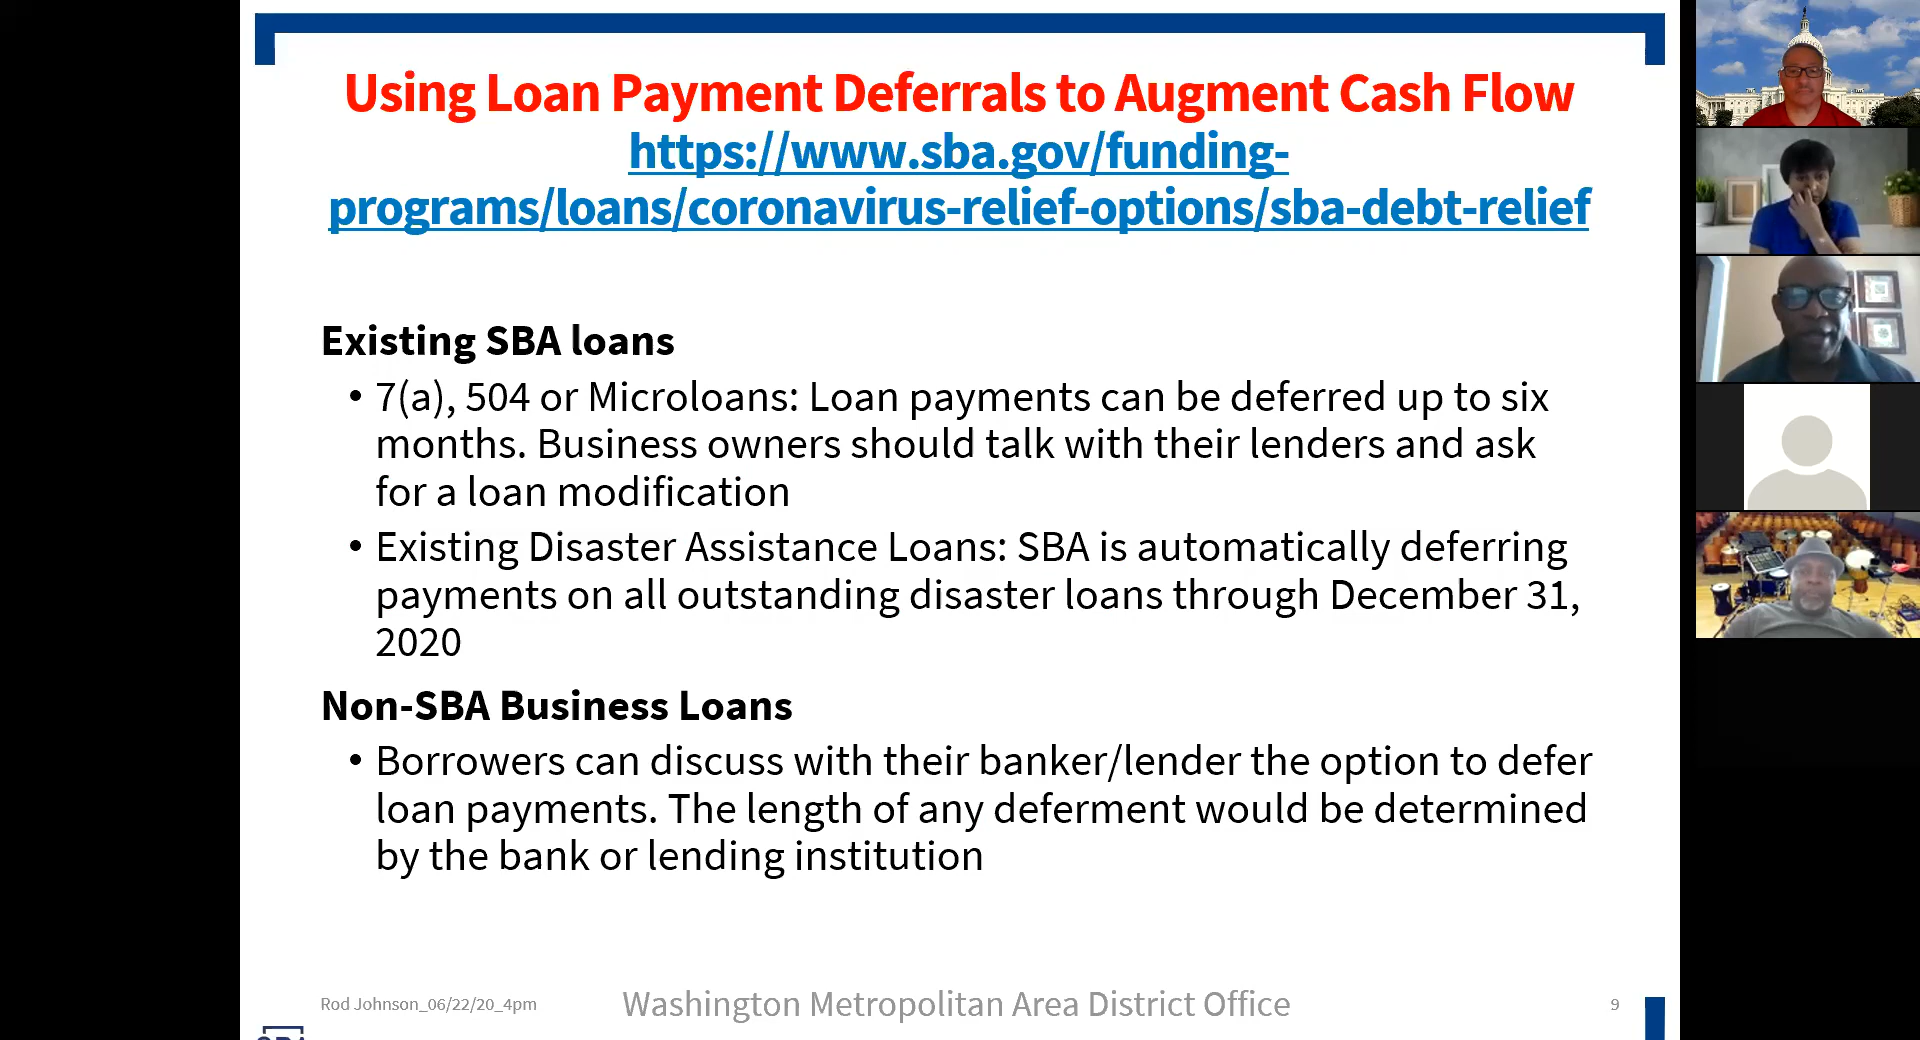 Using Loan Payment Deferrals to Augment Cash Flow
https://www.sba.gov/funding-
programs/loans/coronavirus-relief-options/sba-debt-relief
Existing SBA loans
• 7(a), 504 or Microloans: Loan payments can be deferred up to six
months. Business owners should talk with their lenders and ask
for a loan modification
• Existing Disaster Assistance Loans: SBA is automatically deferring
payments on all outstanding disaster loans through December 31,
2020
Non-SBA Business Loans
• Borrowers can discuss with their banker/lender the option to defer
loan payments. The length of any deferment would be determined
by the bank or lending institution
Rod Johnson_06/22/20_4pm
Washington Metropolitan Area District Office
9